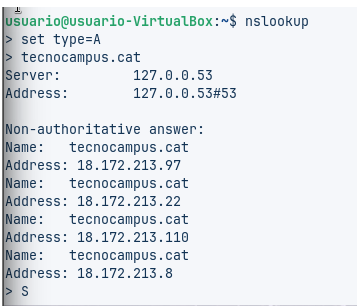 usuario@usuario-VirtualBox:~$ nslookup
> set type=A
> tecnocampus.cat
Server:         127.0.0.53
Address:        127.0.0.53#53

Non-authoritative answer:
Name:   tecnocampus.cat
Address: 18.172.213.97
Name:   tecnocampus.cat
Address: 18.172.213.22
Name:   tecnocampus.cat
Address: 18.172.213.110
Name:   tecnocampus.cat
Address: 18.172.213.8
> S